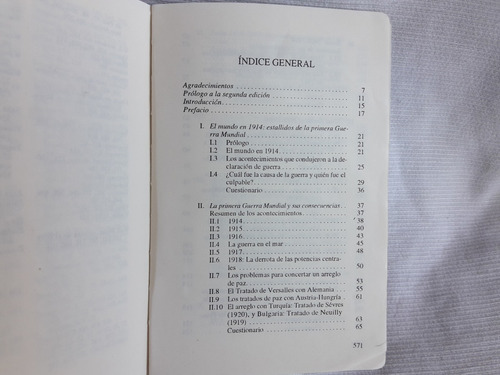 ÍNDICE GENERAL
Agradecimientos 7
Prólogo a la segunda edición 11
Introducción 15
Prefacio 17
I. El mundo en 1914: estallidos de la primera Gue-
rra Mundial 21
I.1 Prólogo 21
I.2 El mundo en 1914 21
I.3 Los acontecimientos que condujeron a la de-
claración de guerra 25
I.4 ¿Cuál fue la causa de la guerra y quién fue el
culpable? 29
Cuestionario 36
II. La primera Guerra Mundial y sus consecuencias 37
Resumen de los acontecimientos 37
II.1 1914 38
II.2 1915 40
II.3 1916 43
II.4 La guerra en el mar 45
II.5 1917 48
II.6 1918: La derrota de las potencias centra-
les 50
II.7 Los problemas para concertar un arreglo
de paz 53
II.8 El Tratado de Versalles con Alemania 55
II.9 Los tratados de paz con Austria-Hungría 61
II.10 El arreglo con Turquía: Tratado de Sèvres
(1920), y Bulgaria: Tratado de Neuilly
(1919) 63
Cuestionario 65
571